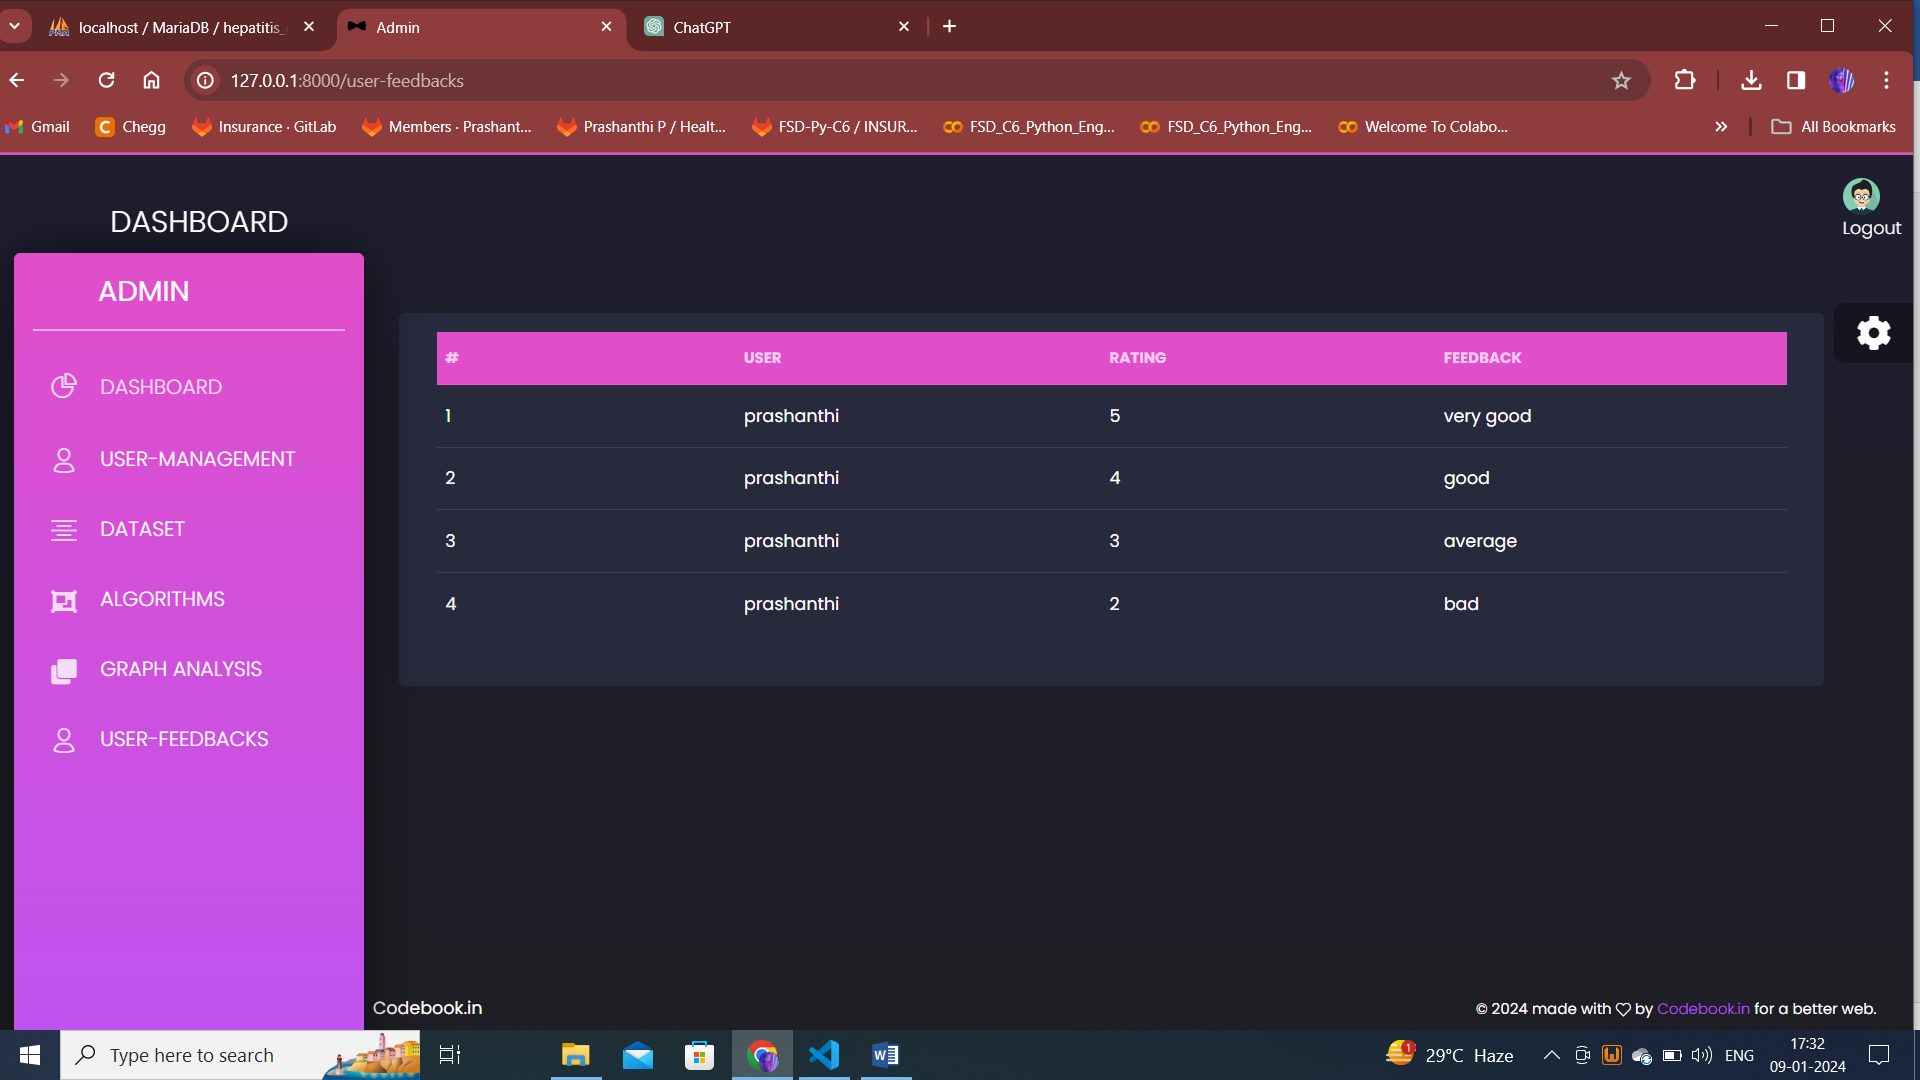 localhost / MariaDB / hepatitis_
Admin
ChatGPT
127.0.0.1:8000/user-feedbacks
Gmail
Chegg
Insurance · GitLab
Members · Prashant...
Prashanthi P / Healt...
FSD-Py-C6 / INSUR...
FSD_C6_Python_Eng...
FSD_C6_Python_Eng...
Welcome To Colabo...
All Bookmarks
DASHBOARD
Logout
ADMIN
DASHBOARD
USER-MANAGEMENT
DATASET
ALGORITHMS
GRAPH ANALYSIS
USER-FEEDBACKS
# USER RATING FEEDBACK
1 prashanthi 5 very good
2 prashanthi 4 good
3 prashanthi 3 average
4 prashanthi 2 bad
Codebook.in
© 2024 made with by Codebook.in for a better web.
Type here to search
1
29°C Haze
ENG
17:32
09-01-2024